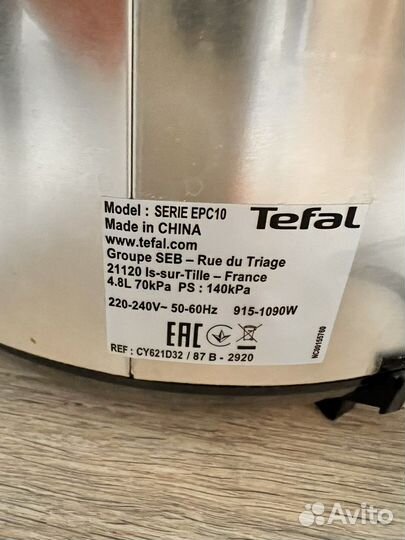 Model : SERIE EPC10 Tefal
Made in CHINA
www.tefal.com
Groupe SEB – Rue du Triage
21120 Is-sur-Tille – France
4.8L 70kPa PS : 140kPa
220-240V~ 50-60Hz 915-1090W
EAC
REF : CY621D32 / 87 B - 2920
NC00155760
Avito